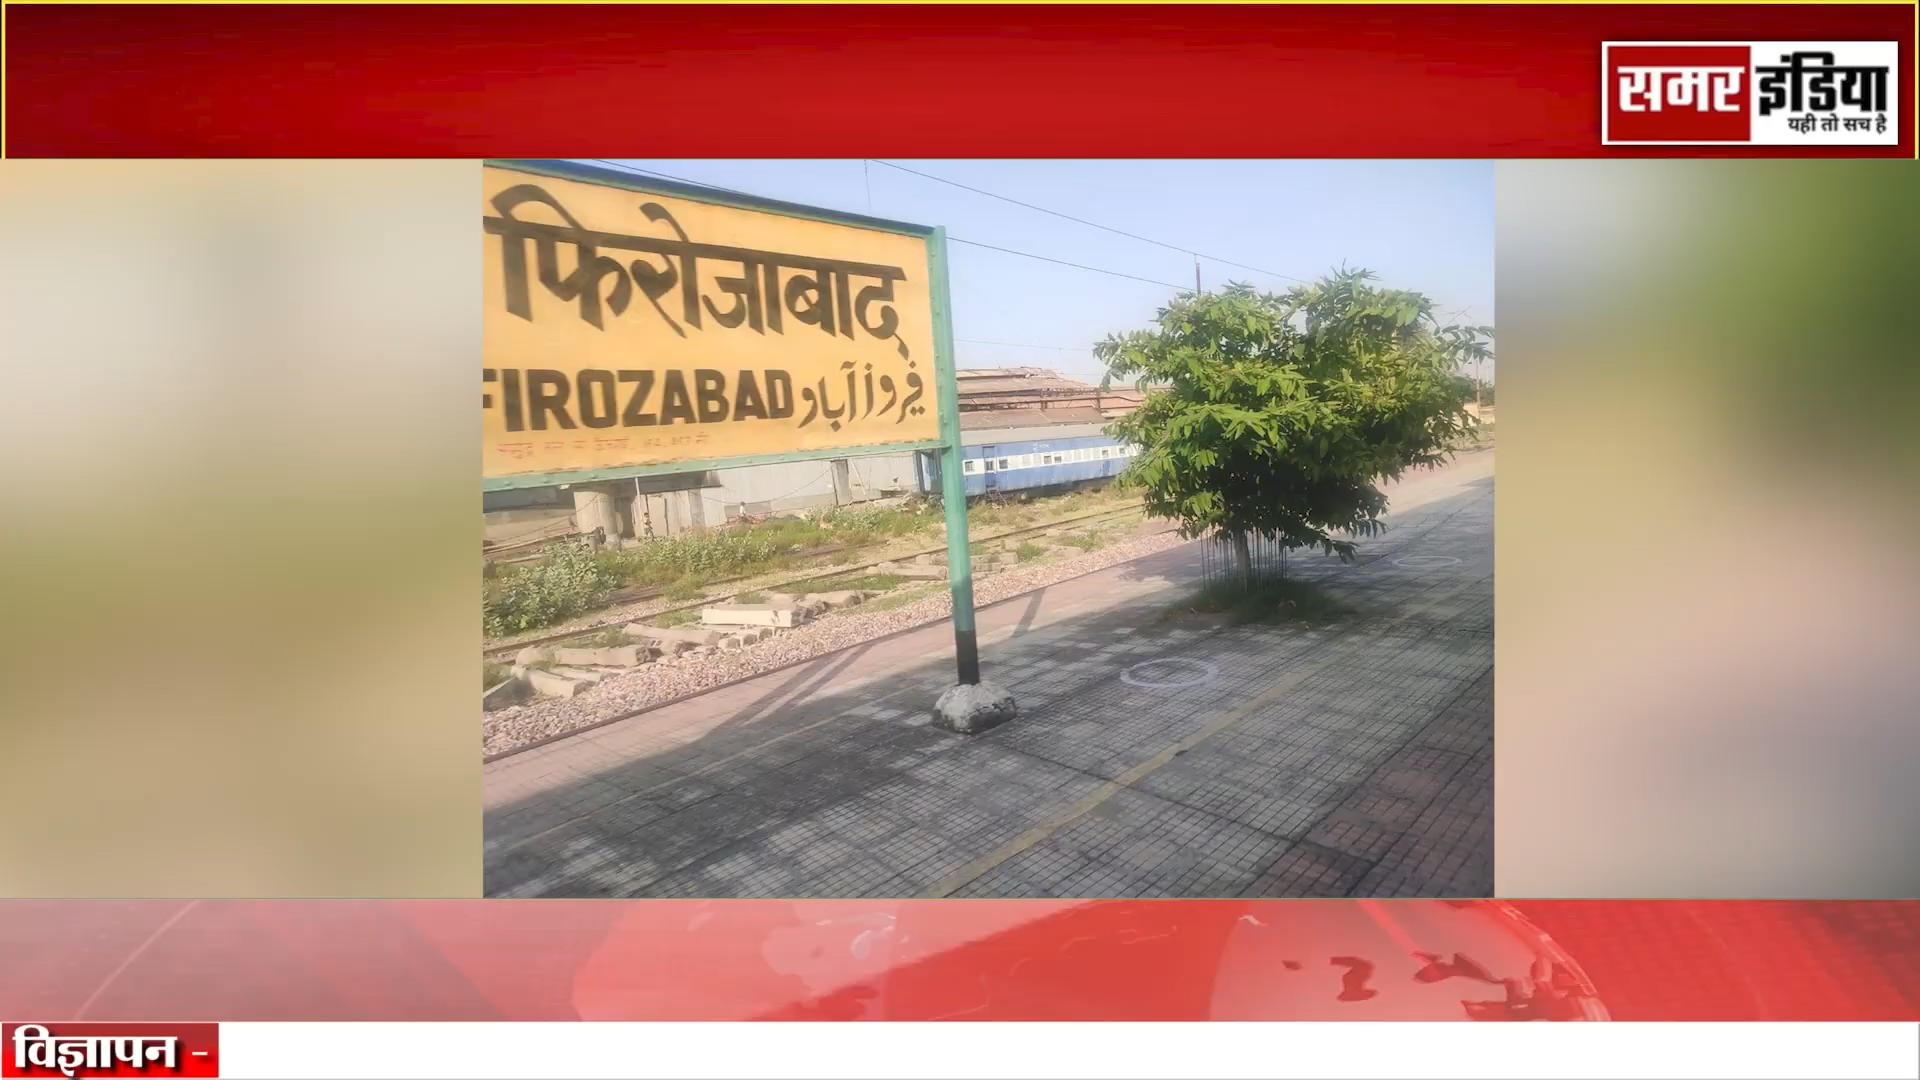 समर इंडिया
यही तो सच है
फिरोजाबाद
FIROZABAD فیروزآباد
विज्ञापन -